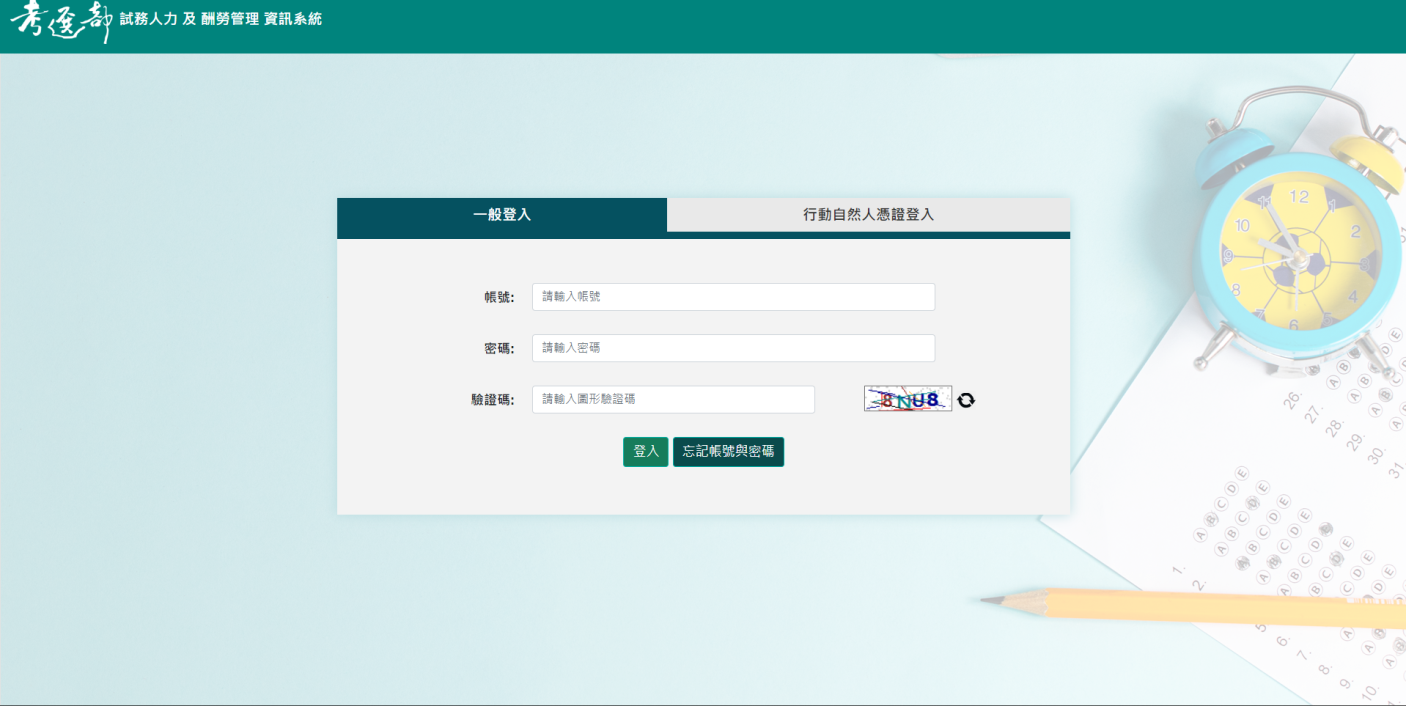 考選部 試務人力 及 酬勞管理 資訊系統
一般登入
行動自然人憑證登入
帳號:
請輸入帳號
密碼:
請輸入密碼
驗證碼:
請輸入圖形驗證碼
8NU8
登入
忘記帳號與密碼